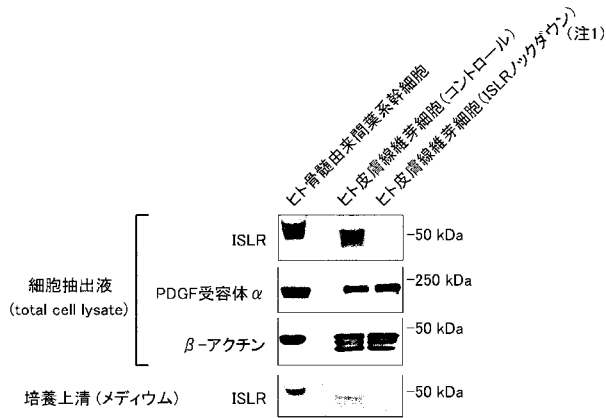 ヒト骨髄由来間葉系幹細胞
ヒト皮膚線維芽細胞(コントロール)
ヒト皮膚線維芽細胞(ISLRノックダウン)
(注1)
細胞抽出液
(total cell lysate)
ISLR
-50 kDa
PDGF受容体α
-250 kDa
β-アクチン
-50 kDa
培養上清(メディウム)
ISLR
-50 kDa